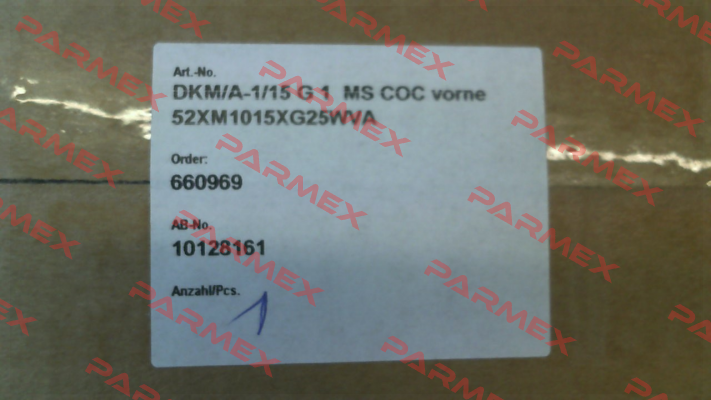 Art.-No.
DKM/A-1/15 G 1 MS COC vorne
52XM1015XG25WVA
Order:
660969
AB-No.
10128161
Anzahl/Pcs.
1
PARMEX